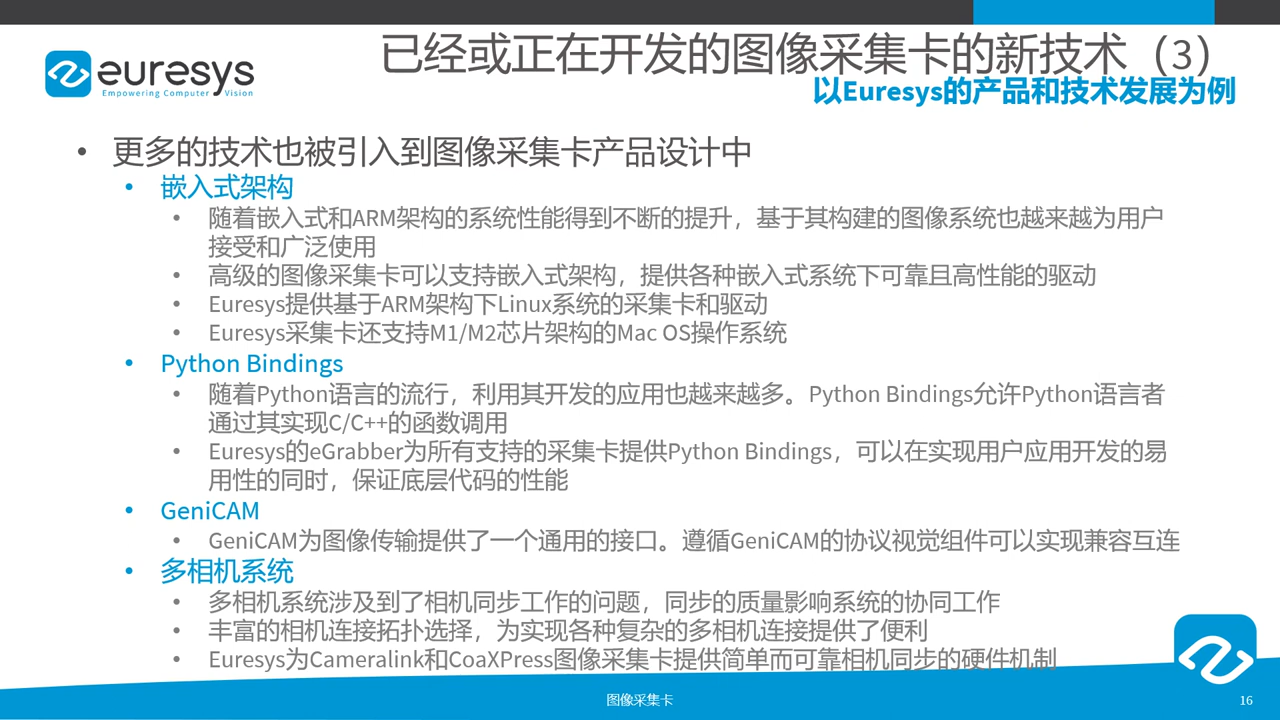 euresys
Empowering Computer Vision
已经或正在开发的图像采集卡的新技术（3）
以Euresys的产品和技术发展为例
• 更多的技术也被引入到图像采集卡产品设计中
• 嵌入式架构
• 随着嵌入式和ARM架构的系统性能得到不断的提升，基于其构建的图像系统也越来越为用户
接受和广泛使用
• 高级的图像采集卡可以支持嵌入式架构，提供各种嵌入式系统下可靠且高性能的驱动
• Euresys提供基于ARM架构下Linux系统的采集卡和驱动
• Euresys采集卡还支持M1/M2芯片架构的Mac OS操作系统
• Python Bindings
• 随着Python语言的流行，利用其开发的应用也越来越多。Python Bindings允许Python语言者
通过其实现C/C++的函数调用
• Euresys的eGrabber为所有支持的采集卡提供Python Bindings，可以在实现用户应用开发的易
用性的同时，保证底层代码的性能
• GeniCAM
• GeniCAM为图像传输提供了一个通用的接口。遵循GeniCAM的协议视觉组件可以实现兼容互连
• 多相机系统
• 多相机系统涉及到了相机同步工作的问题，同步的质量影响系统的协同工作
• 丰富的相机连接拓扑选择，为实现各种复杂的多相机连接提供了便利
• Euresys为Cameralink和CoaXPress图像采集卡提供简单而可靠相机同步的硬件机制
图像采集卡
16